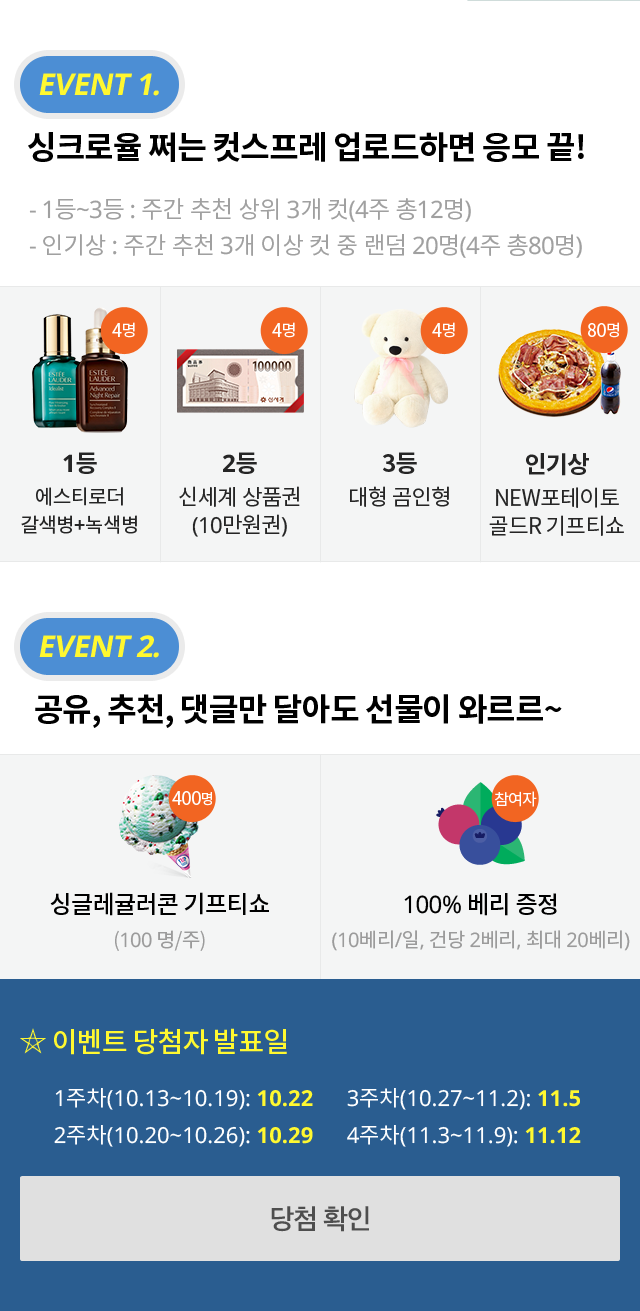 EVENT 1.
싱크로율 쩌는 컷스프레 업로드하면 응모 끝!
- 1등~3등 : 주간 추천 상위 3개 컷(4주 총12명)
- 인기상 : 주간 추천 3개 이상 컷 중 랜덤 20명(4주 총80명)
4명
ESTĒE
LAUDER
Idealist
ESTĒE
LAUDER
Advanced
Night Repair
1등
에스티로더
갈색병+녹색병
4명
100000
신세계
2등
신세계 상품권
(10만원권)
4명
3등
대형 곰인형
80명
인기상
NEW포테이토
골드R 기프티쇼
EVENT 2.
공유, 추천, 댓글만 달아도 선물이 와르르~
400명
싱글레귤러콘 기프티쇼
(100 명/주)
참여자
100% 베리 증정
(10베리/일, 건당 2베리, 최대 20베리)
☆ 이벤트 당첨자 발표일
1주차(10.13~10.19): 10.22 3주차(10.27~11.2): 11.5
2주차(10.20~10.26): 10.29 4주차(11.3~11.9): 11.12
당첨 확인